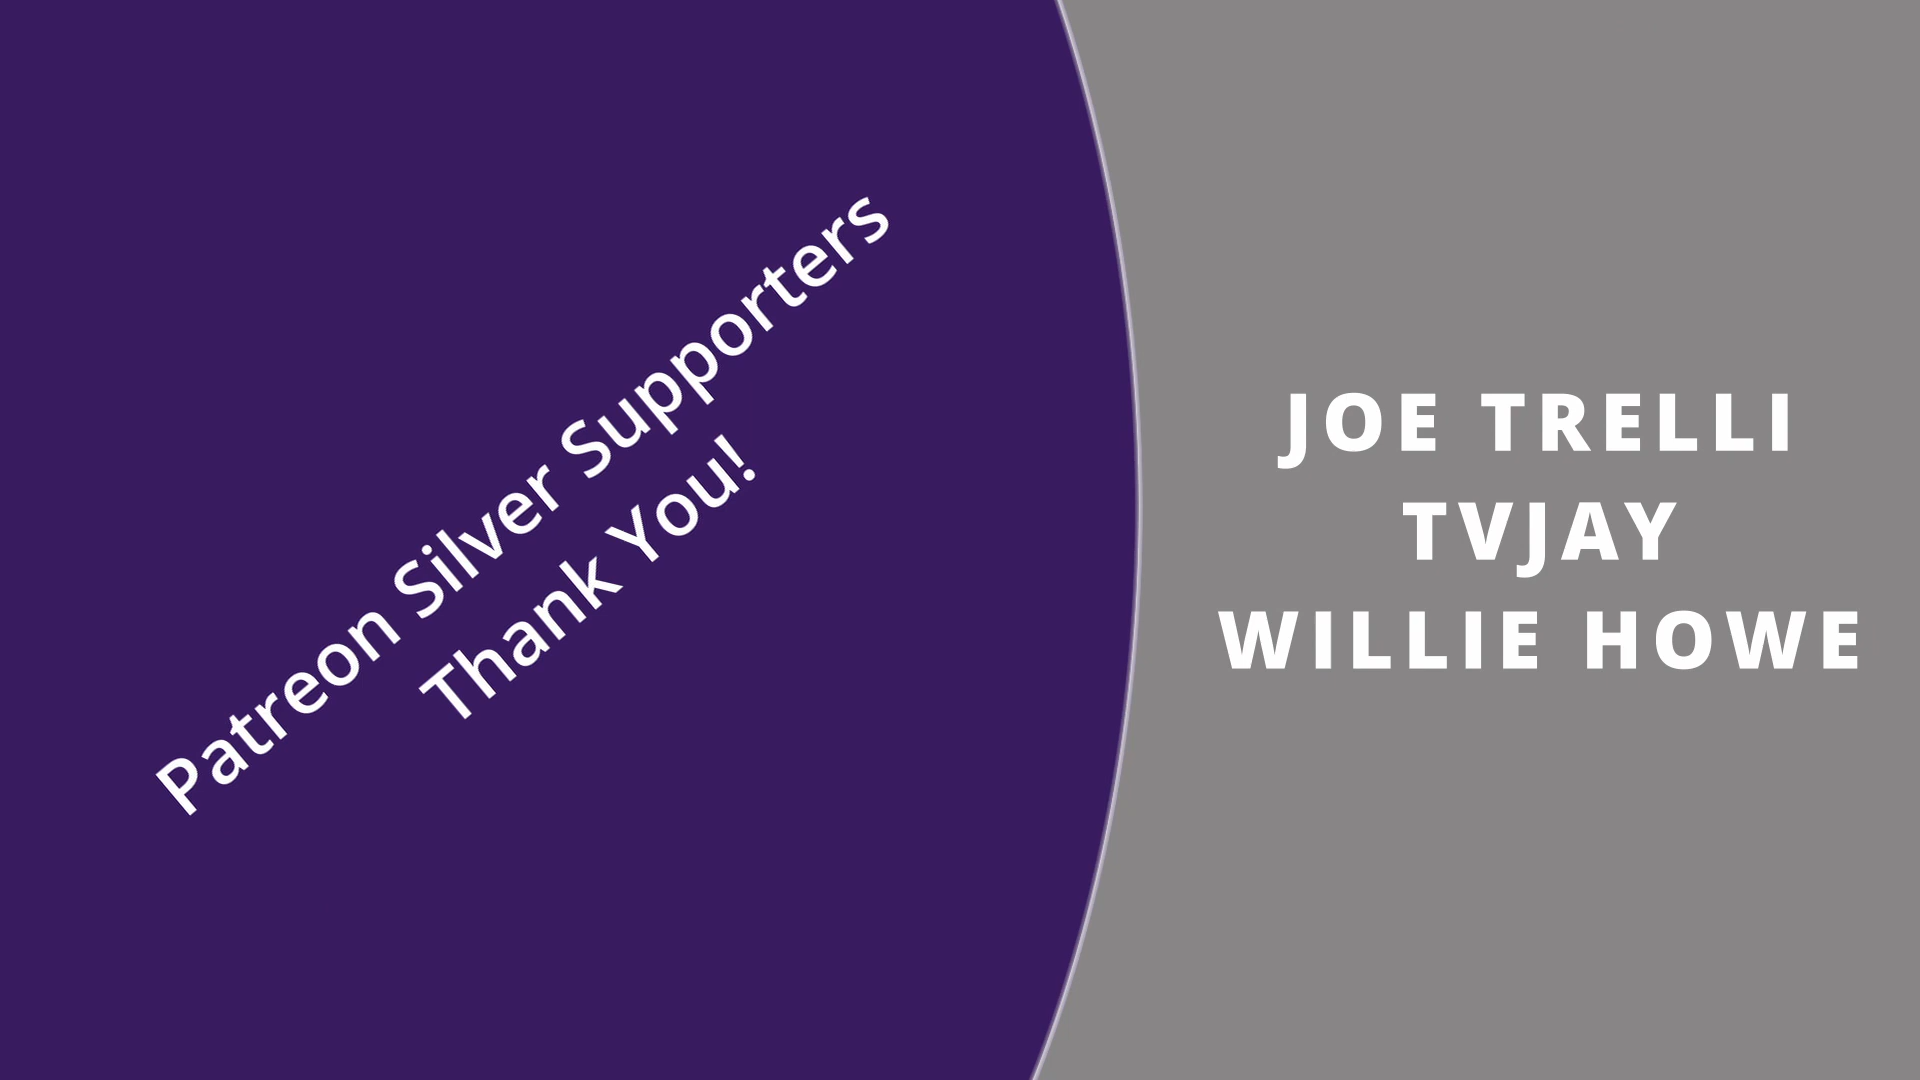 Patreon Silver Supporters
Thank You!
JOE TRELLI
TVJAY
WILLIE HOWE